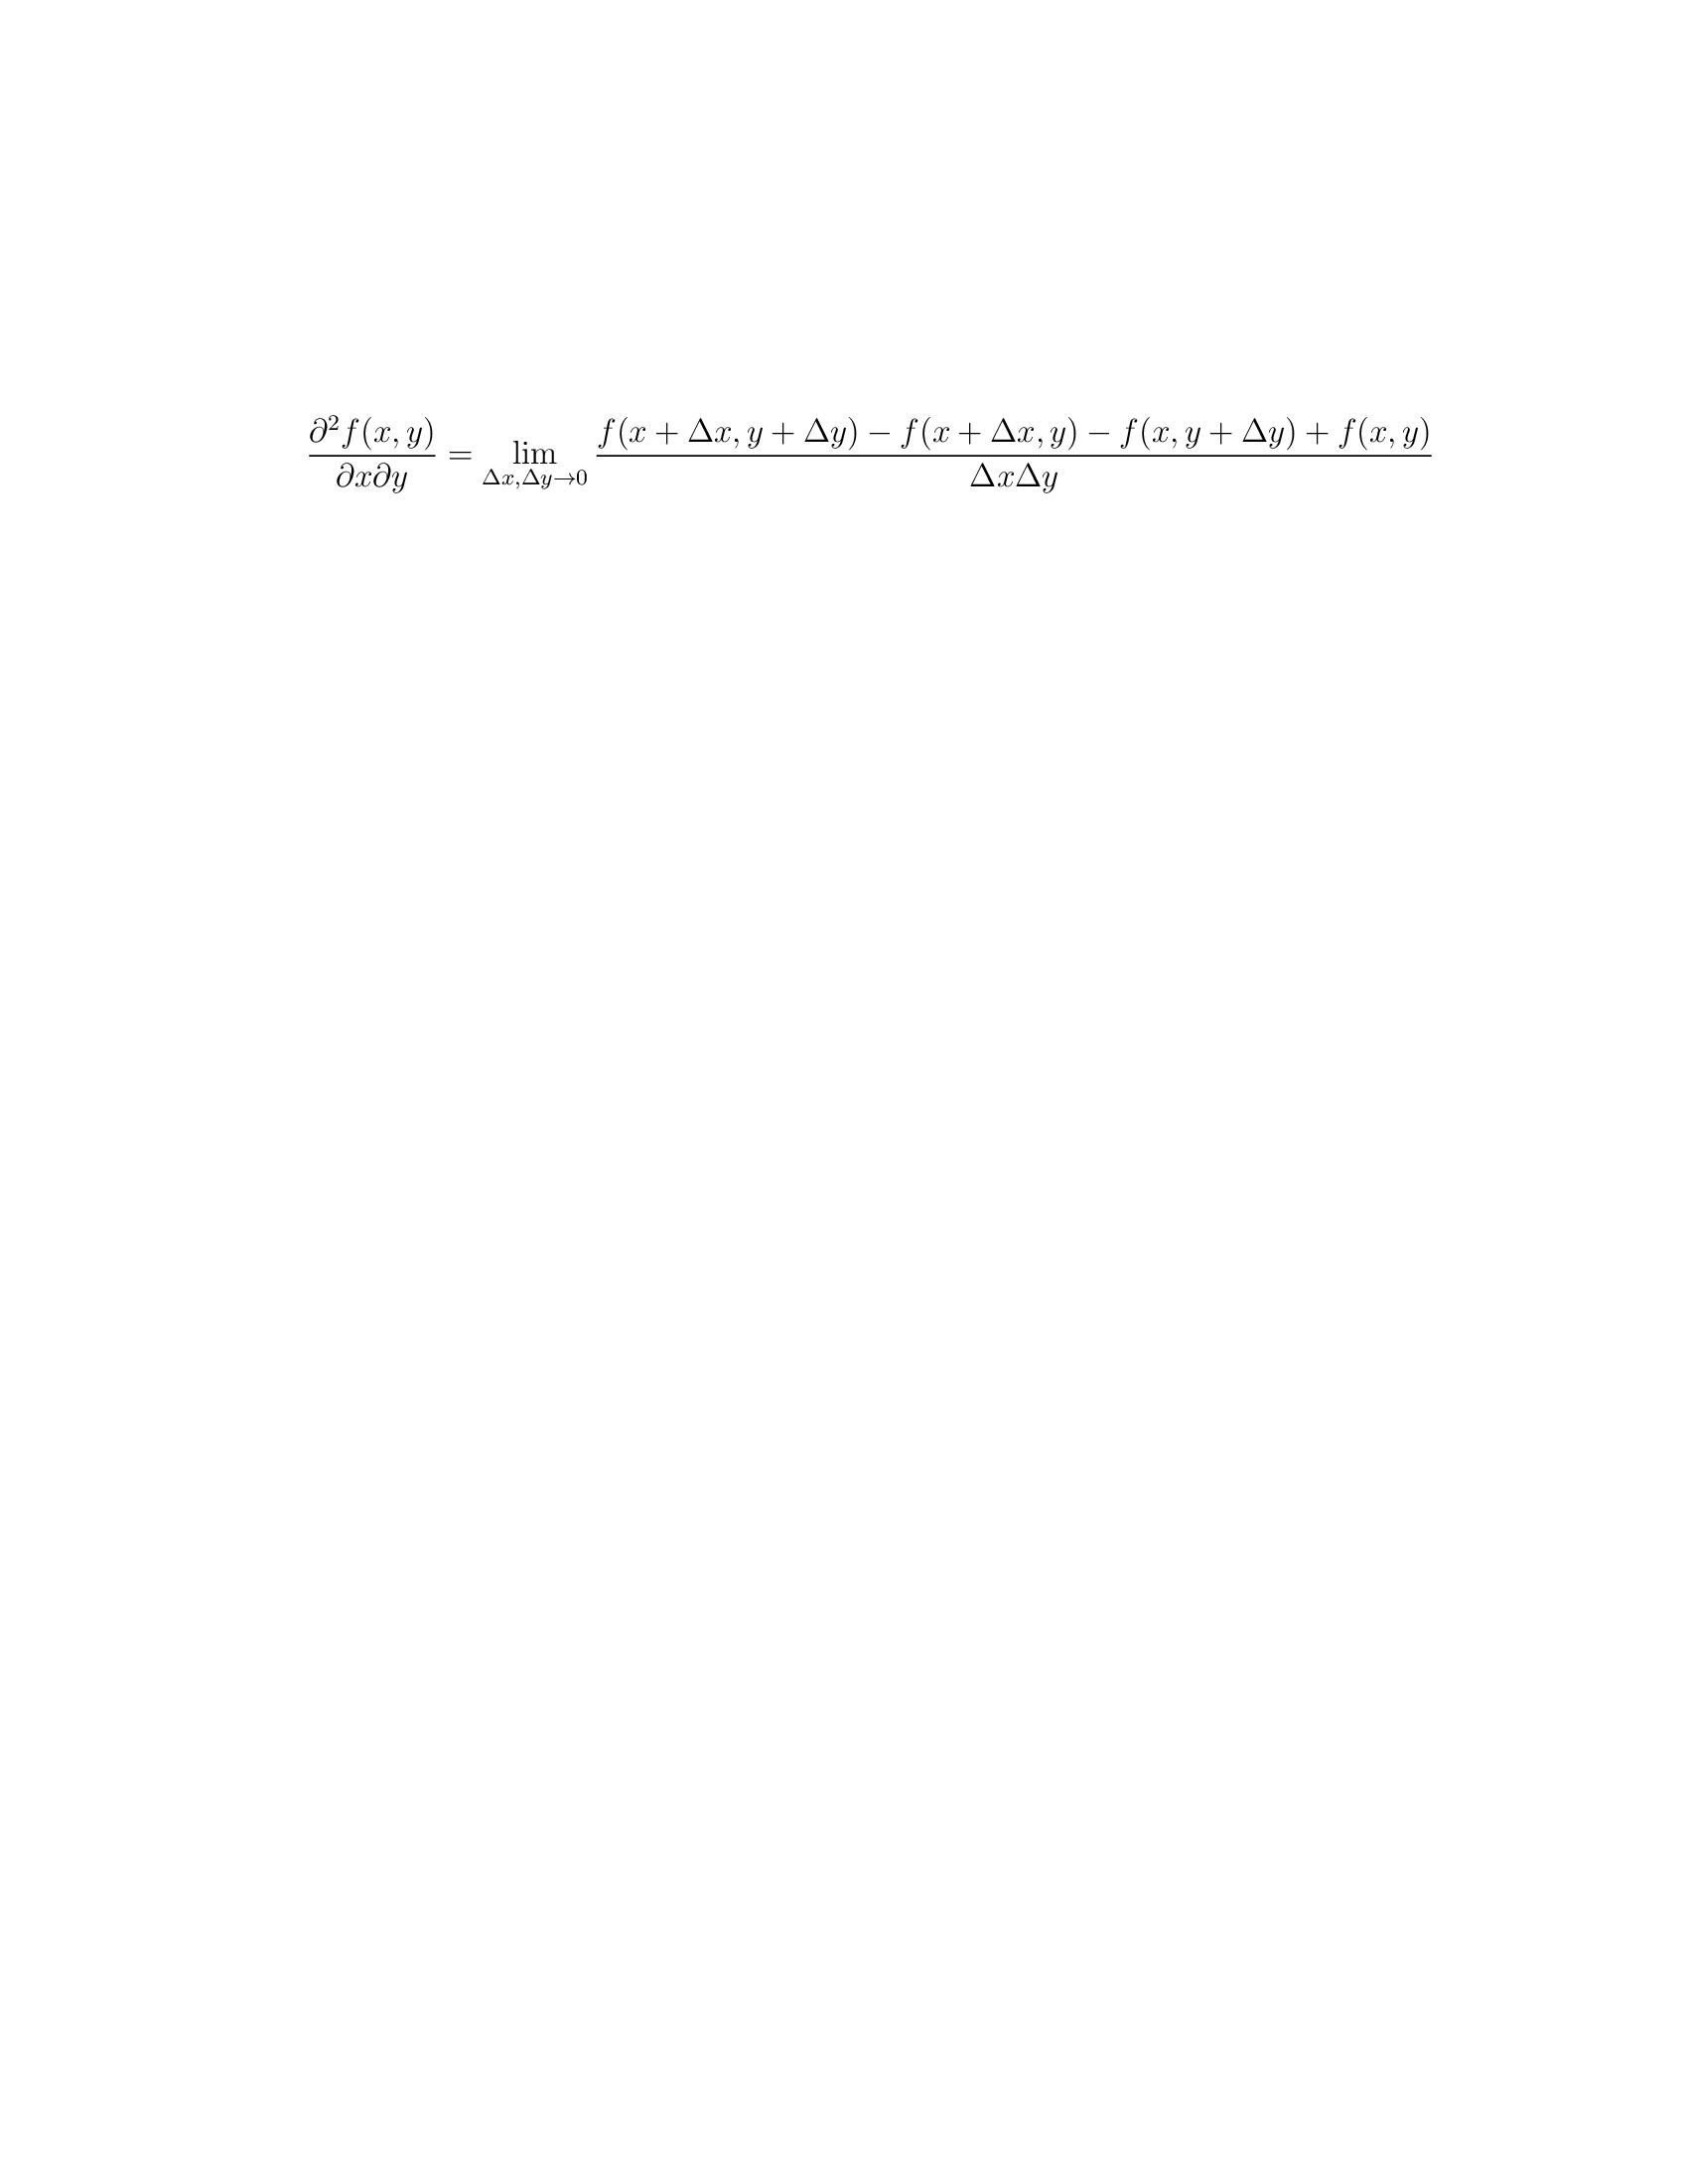 \frac{\partial^2 f(x, y)}{\partial x \partial y} = \lim_{\Delta x, \Delta y \to 0} \frac{f(x + \Delta x, y + \Delta y) - f(x + \Delta x, y) - f(x, y + \Delta y) + f(x, y)}{\Delta x \Delta y}